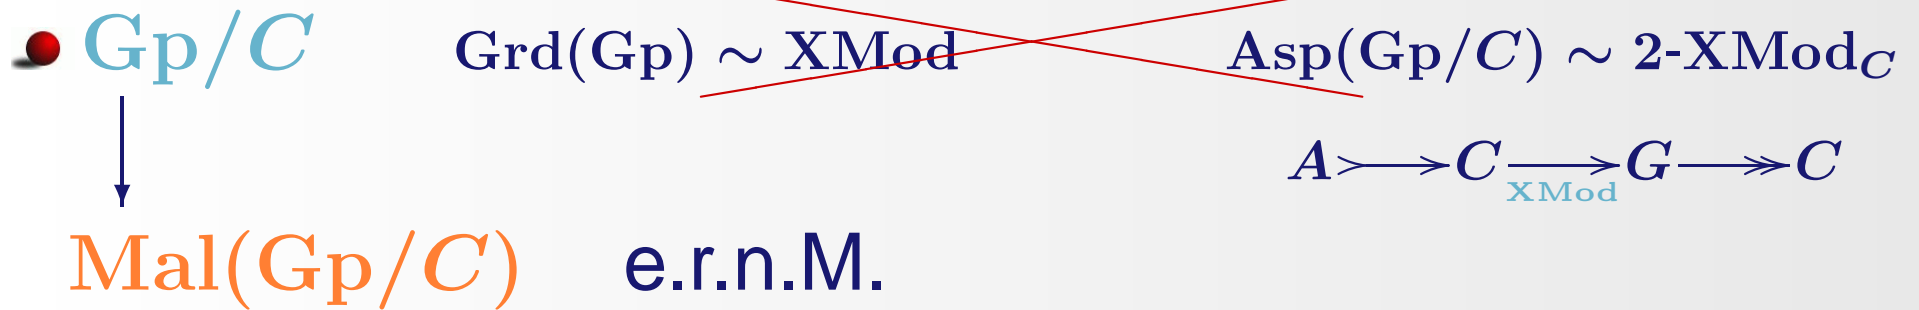 Gp/C Grd(Gp) ∼ XMod Asp(Gp/C) ∼ 2-XMod_C
A ↣ C → G ↠ C
XMod
Mal(Gp/C) e.r.n.M.